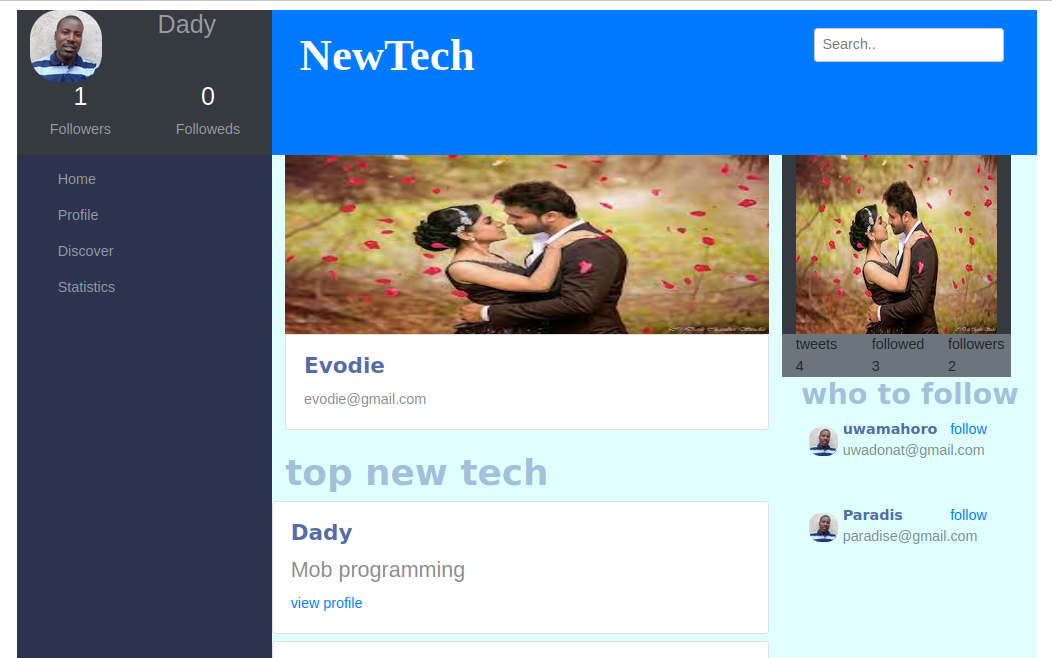 Dady
1
0
Followers
Followeds
Home
Profile
Discover
Statistics
NewTech
Search..
Evodie
evodie@gmail.com
top new tech
Dady
Mob programming
view profile
tweets followed followers
4 3 2
who to follow
uwamahoro follow
uwadonat@gmail.com
Paradis follow
paradise@gmail.com